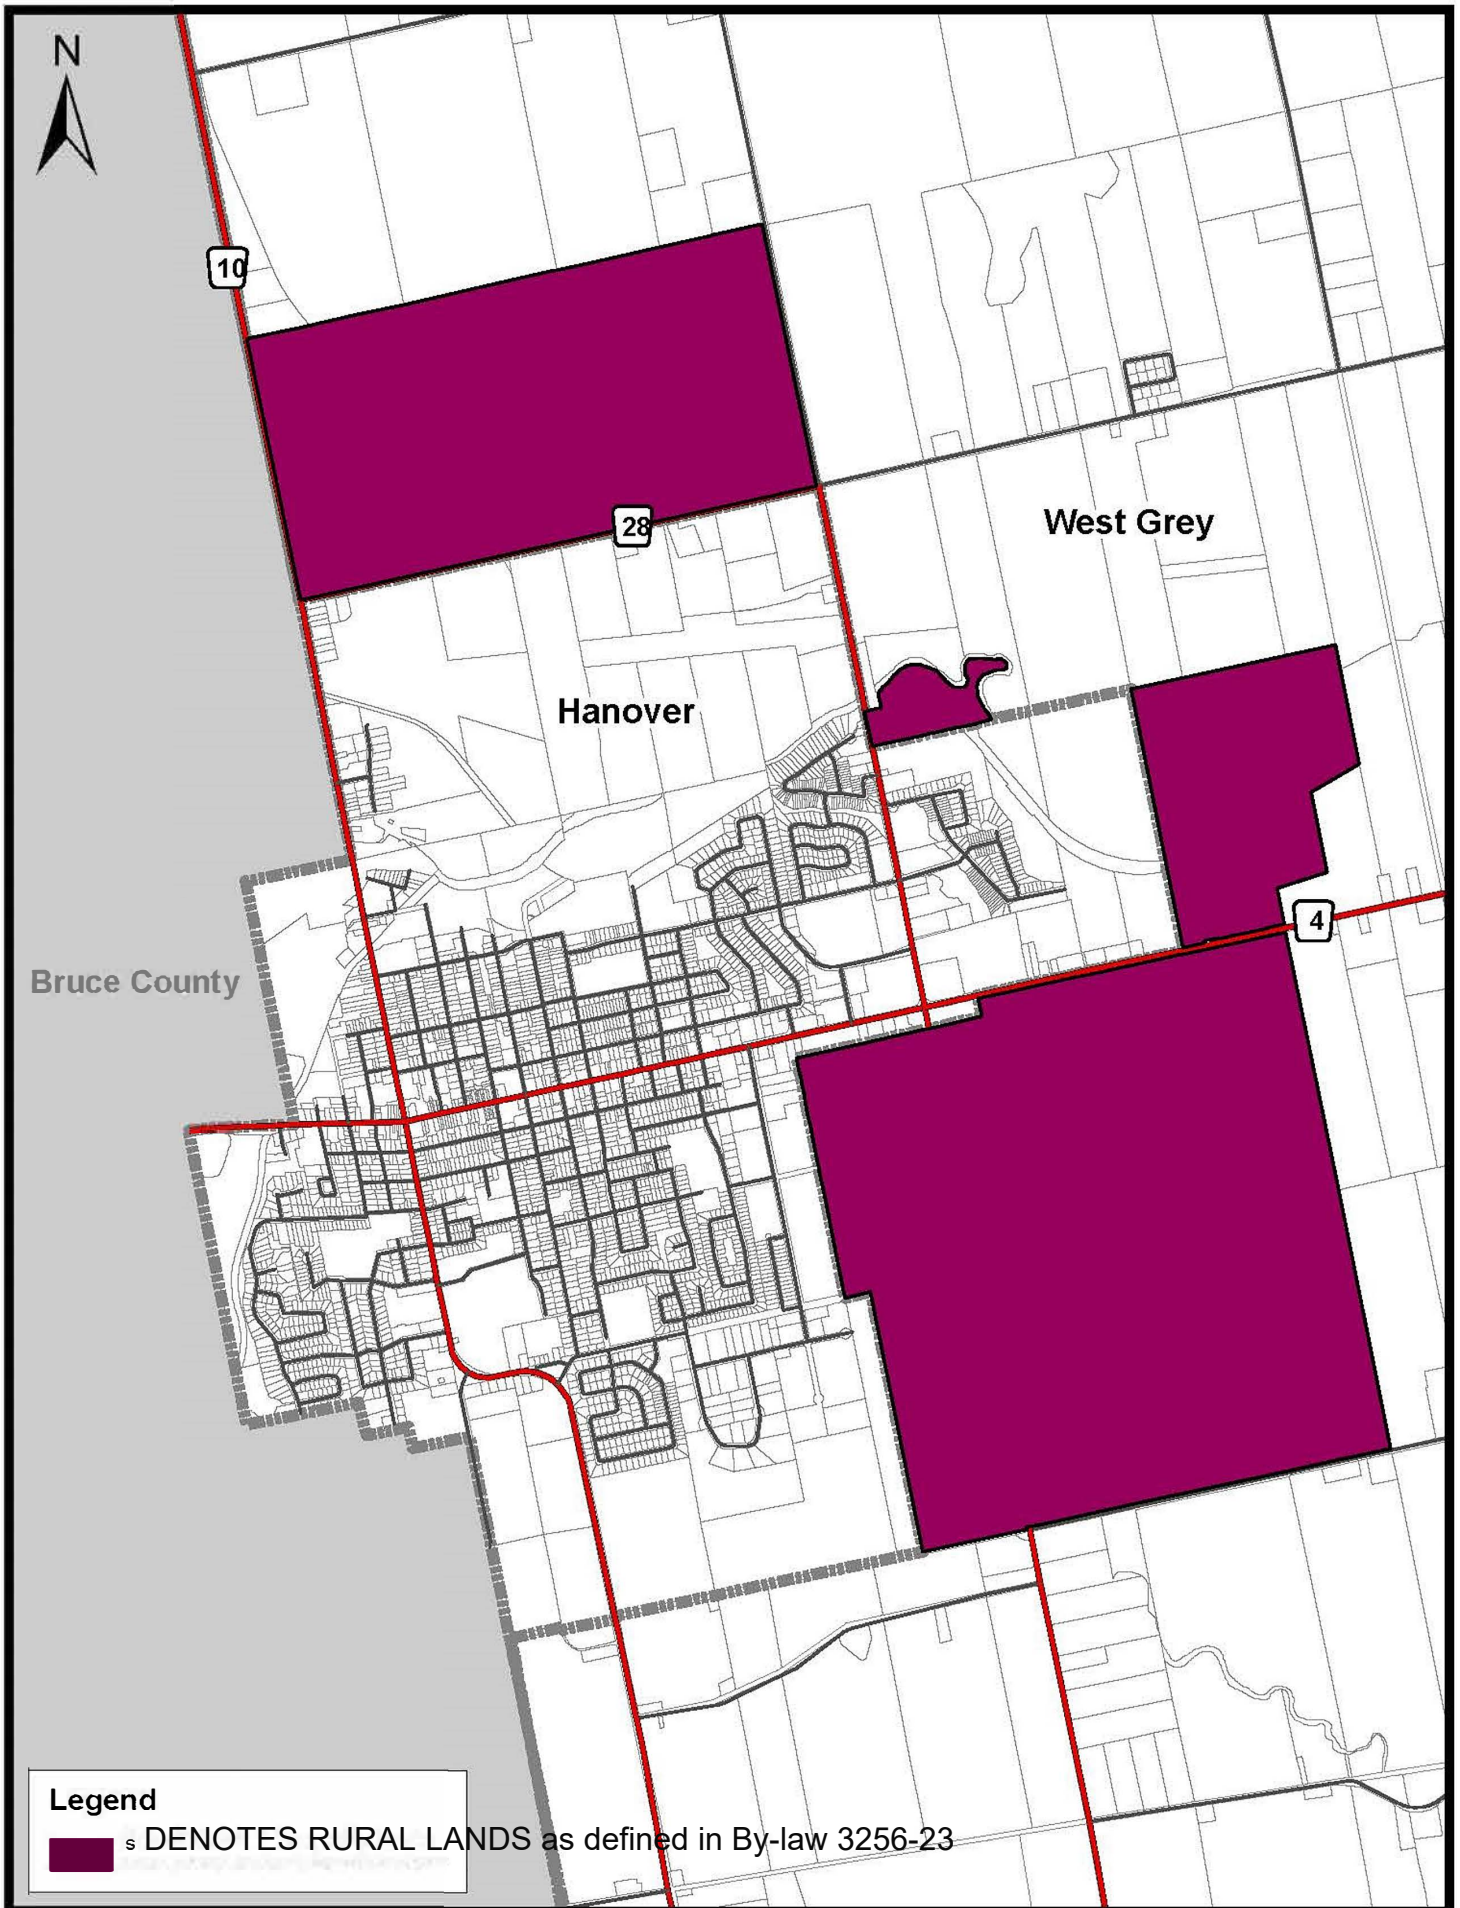 N
10
28
West Grey
Hanover
4
Bruce County
Legend
s DENOTES RURAL LANDS as defined in By-law 3256-23